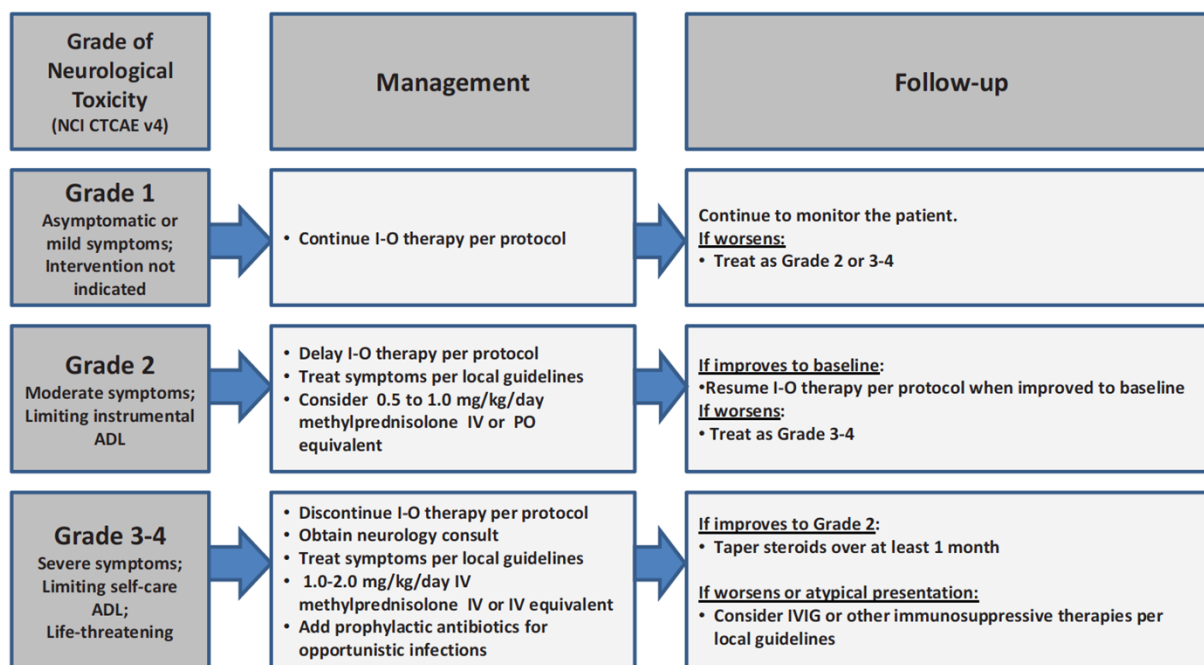 Grade of
Neurological
Toxicity
(NCI CTCAE v4)
Management
Follow-up
Grade 1
Asymptomatic or
mild symptoms;
Intervention not
indicated
• Continue I-O therapy per protocol
Continue to monitor the patient.
If worsens:
• Treat as Grade 2 or 3-4
Grade 2
Moderate symptoms;
Limiting instrumental
ADL
• Delay I-O therapy per protocol
• Treat symptoms per local guidelines
• Consider 0.5 to 1.0 mg/kg/day
methylprednisolone IV or PO
equivalent
If improves to baseline:
•Resume I-O therapy per protocol when improved to baseline
If worsens:
• Treat as Grade 3-4
Grade 3-4
Severe symptoms;
Limiting self-care
ADL;
Life-threatening
• Discontinue I-O therapy per protocol
• Obtain neurology consult
• Treat symptoms per local guidelines
• 1.0-2.0 mg/kg/day IV
methylprednisolone IV or IV equivalent
• Add prophylactic antibiotics for
opportunistic infections
If improves to Grade 2:
• Taper steroids over at least 1 month
If worsens or atypical presentation:
• Consider IVIG or other immunosuppressive therapies per
local guidelines